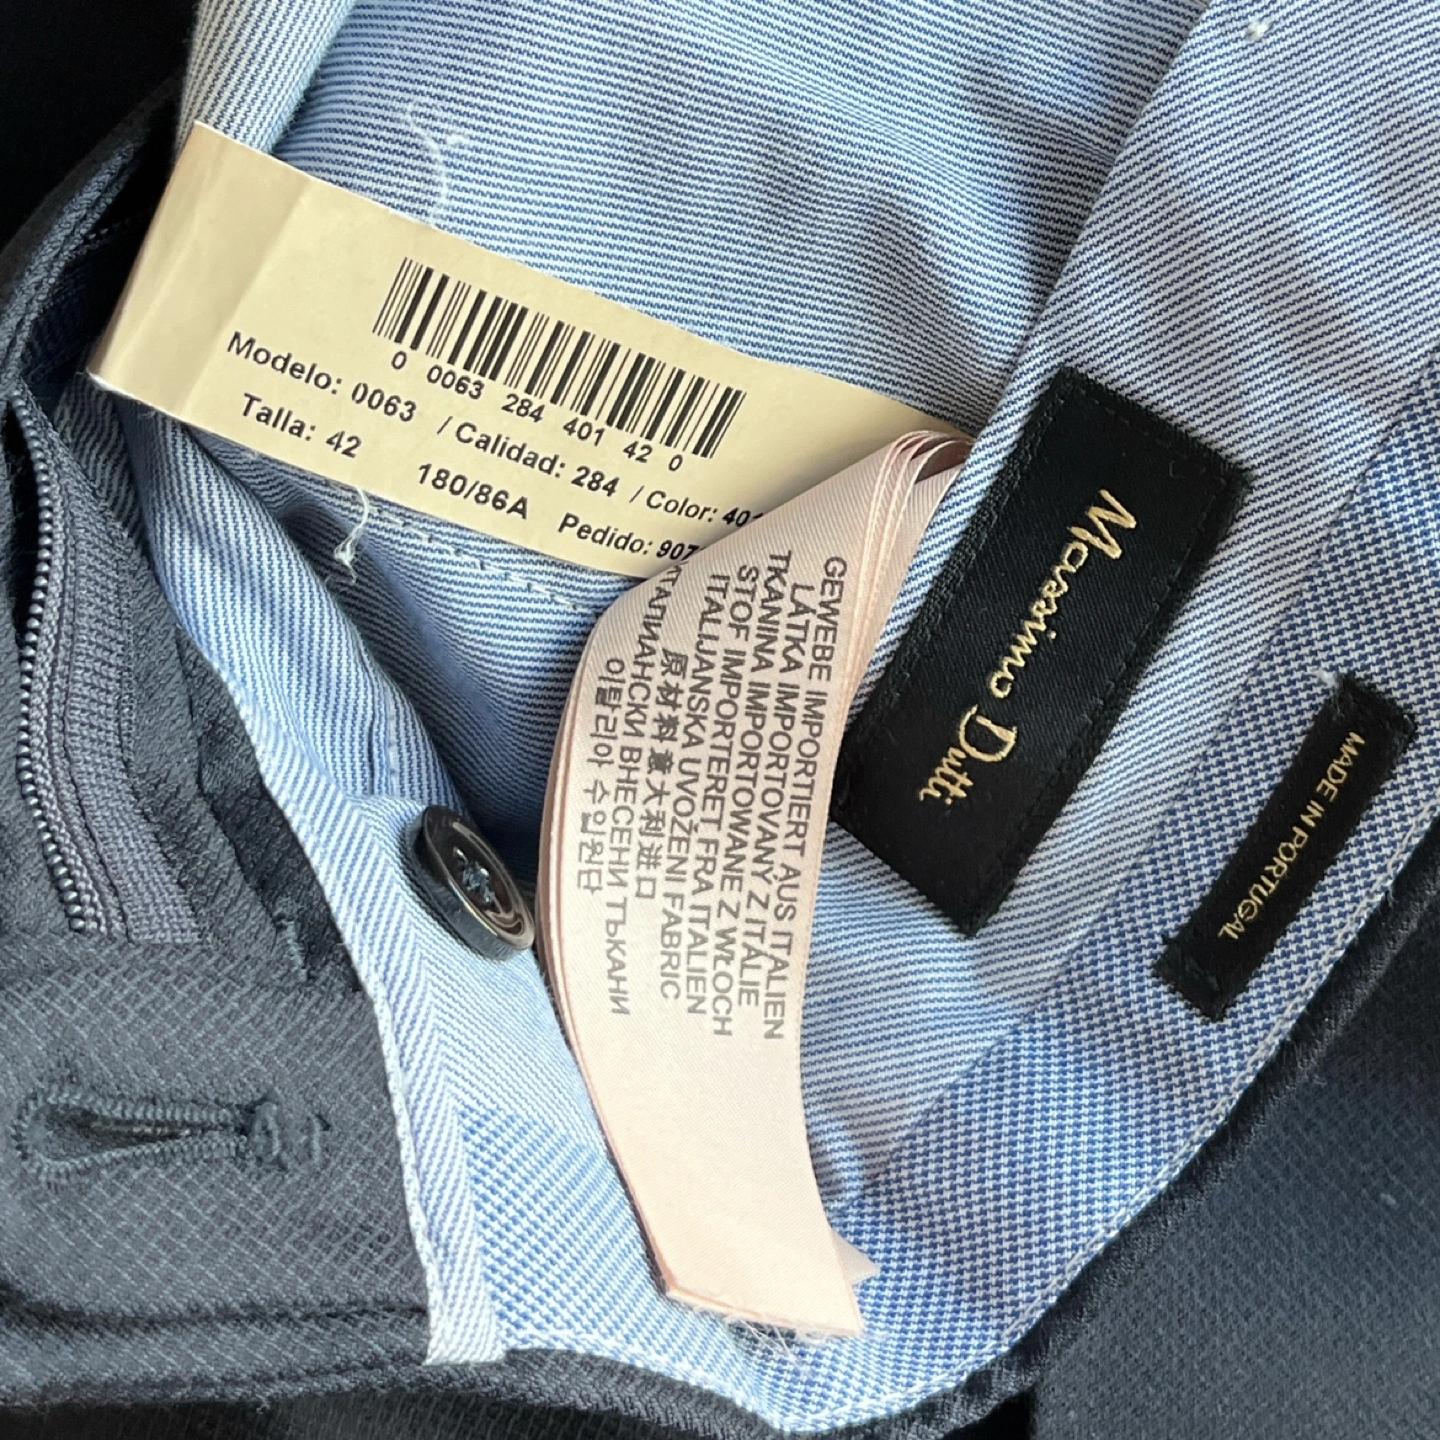 0 0063 284 401 42 0
Modelo: 0063 / Calidad: 284 / Color: 401
Talla: 42 180/86A Pedido: 907
GEWEBE IMPORTIERT AUS ITALIEN
LÁTKA IMPORTOVANÝ Z ITÁLIE
TKANINA IMPORTOWANE Z WŁOCH
STOF IMPORTERET FRA ITALIEN
ITALIJANSKA UVOŽENI FABRIC
原材料意大利进口
ИТАЛИАНСКИ ВНЕСЕНИ ТЪКАНИ
이탈리아 수입원단
Massimo Dutti
MADE IN PORTUGAL